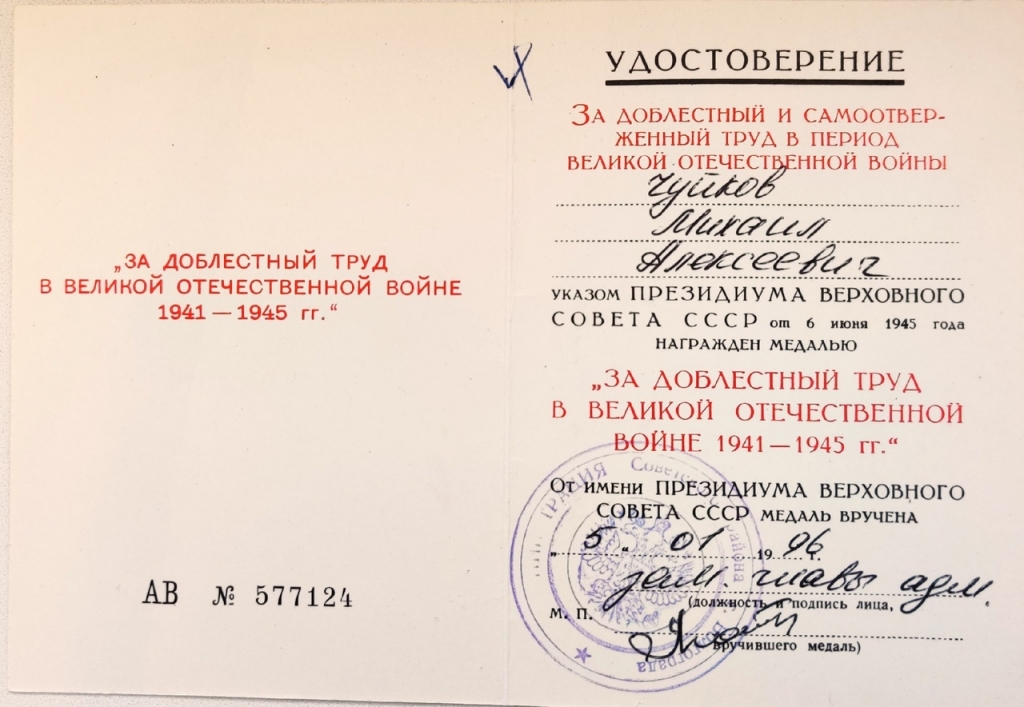 „ЗА ДОБЛЕСТНЫЙ ТРУД
В ВЕЛИКОЙ ОТЕЧЕСТВЕННОЙ ВОЙНЕ
1941 — 1945 гг.“
АВ № 577124
УДОСТОВЕРЕНИЕ
ЗА ДОБЛЕСТНЫЙ И САМООТВЕР-
ЖЕННЫЙ ТРУД В ПЕРИОД
ВЕЛИКОЙ ОТЕЧЕСТВЕННОЙ ВОЙНЫ
Чуйков
Михаил
Алексеевич
УКАЗОМ ПРЕЗИДИУМА ВЕРХОВНОГО
СОВЕТА СССР от 6 июня 1945 года
НАГРАЖДЕН МЕДАЛЬЮ
„ЗА ДОБЛЕСТНЫЙ ТРУД
В ВЕЛИКОЙ ОТЕЧЕСТВЕННОЙ
ВОЙНЕ 1941 — 1945 гг.“
ОТ ИМЕНИ ПРЕЗИДИУМА ВЕРХОВНОГО
СОВЕТА СССР МЕДАЛЬ ВРУЧЕНА
„ 5 “ 01 19 96 г.
зам. главы адм.
М. П. (должность и подпись лица,
вручившего медаль)
района
Волгограда